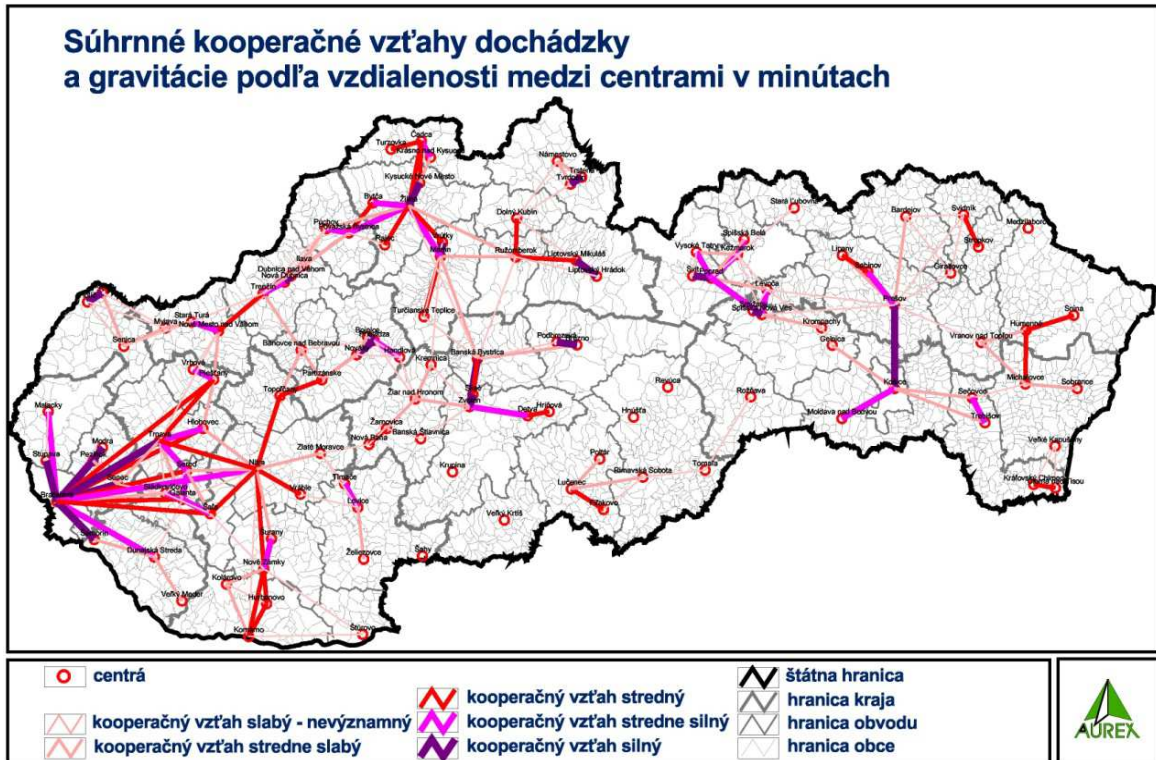 Súhrnné kooperačné vzťahy dochádzky
a gravitácie podľa vzdialenosti medzi centrami v minútach
Čadca
Turzovka
Krásno nad Kysucou
Námestovo
Kysucké Nové Mesto
Trstená
Tvrdošín
Bytča
Žilina
Stará Ľubovňa
Dolný Kubín
Bardejov
Svidník
Púchov
Považská Bystrica
Medzilaborce
Spišská Belá
Stropkov
Rajec
Vrútky
Vysoké Tatry
Kežmarok
Lipany
Martin
Ružomberok
Liptovský Mikuláš
Sabinov
Ilava
Dubnica nad Váhom
Liptovský Hrádok
Svit
Poprad
Giraltovce
Nová Dubnica
Levoča
Trenčín
Prešov
Spišská Nová Ves
Snina
Turčianske Teplice
Stará Turá
Krompachy
Humenné
Myjava
Nové Mesto nad Váhom
Bojnice
Prievidza
Podbrezová
Brezno
Vranov nad Topľou
Senica
Bánovce nad Bebravou
Handlová
Gelnica
Banská Bystrica
Kremnica
Vrbové
Piešťany
Partizánske
Sliač
Košice
Michalovce
Topoľčany
Žiar nad Hronom
Zvolen
Revúca
Rožňava
Sečovce
Sobrance
Malacky
Detva
Hriňová
Hnúšťa
Moldava nad Bodvou
Trebišov
Hlohovec
Žarnovica
Trnava
Nová Baňa
Banská Štiavnica
Modra
Zlaté Moravce
Veľké Kapušany
Stupava
Pezinok
Poltár
Sereď
Nitra
Krupina
Rimavská Sobota
Tornaľa
Senec
Tlmače
Kráľovský Chlmec
Sládkovičovo
Galanta
Vráble
Lučenec
Bratislava
Levice
Šaľa
Fiľakovo
Veľký Krtíš
Šamorín
Šurany
Dunajská Streda
Želiezovce
Šahy
Nové Zámky
Kolárovo
Veľký Meder
Hurbanovo
Komárno
Štúrovo
centrá
štátna hranica
kooperačný vzťah stredný
hranica kraja
kooperačný vzťah slabý - nevýznamný
kooperačný vzťah stredne silný
hranica obvodu
kooperačný vzťah stredne slabý
kooperačný vzťah silný
hranica obce
AUREX